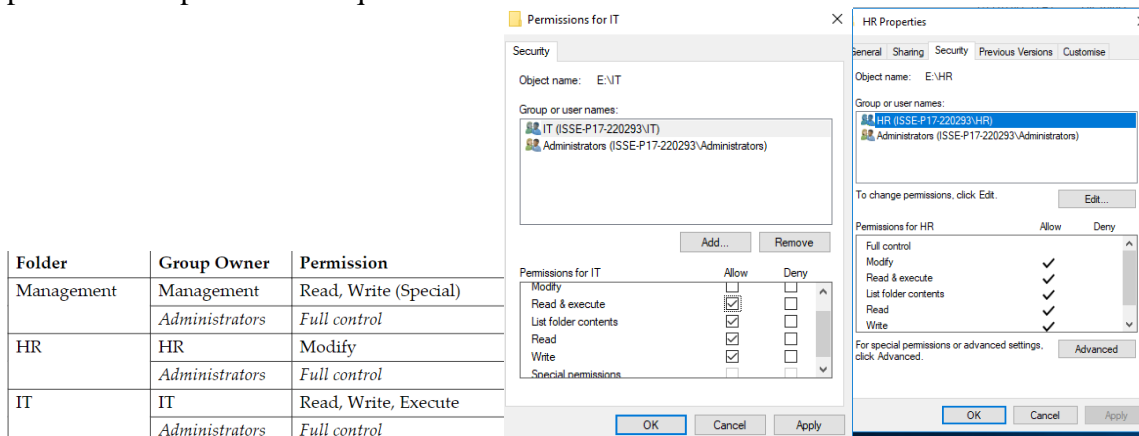 Folder Group Owner Permission
Management Management Read, Write (Special)
Administrators Full control
HR HR Modify
Administrators Full control
IT IT Read, Write, Execute
Administrators Full control
Permissions for IT
Security
Object name: E:\IT
Group or user names:
IT (ISSE-P17-220293\IT)
Administrators (ISSE-P17-220293\Administrators)
Add... Remove
Permissions for IT Allow Deny
Modify
Read & execute
List folder contents
Read
Write
Special permissions
OK Cancel Apply
HR Properties
General Sharing Security Previous Versions Customise
Object name: E:\HR
Group or user names:
HR (ISSE-P17-220293\HR)
Administrators (ISSE-P17-220293\Administrators)
To change permissions, click Edit. Edit...
Permissions for HR Allow Deny
Full control
Modify
Read & execute
List folder contents
Read
Write
For special permissions or advanced settings, Advanced
click Advanced.
OK Cancel Apply